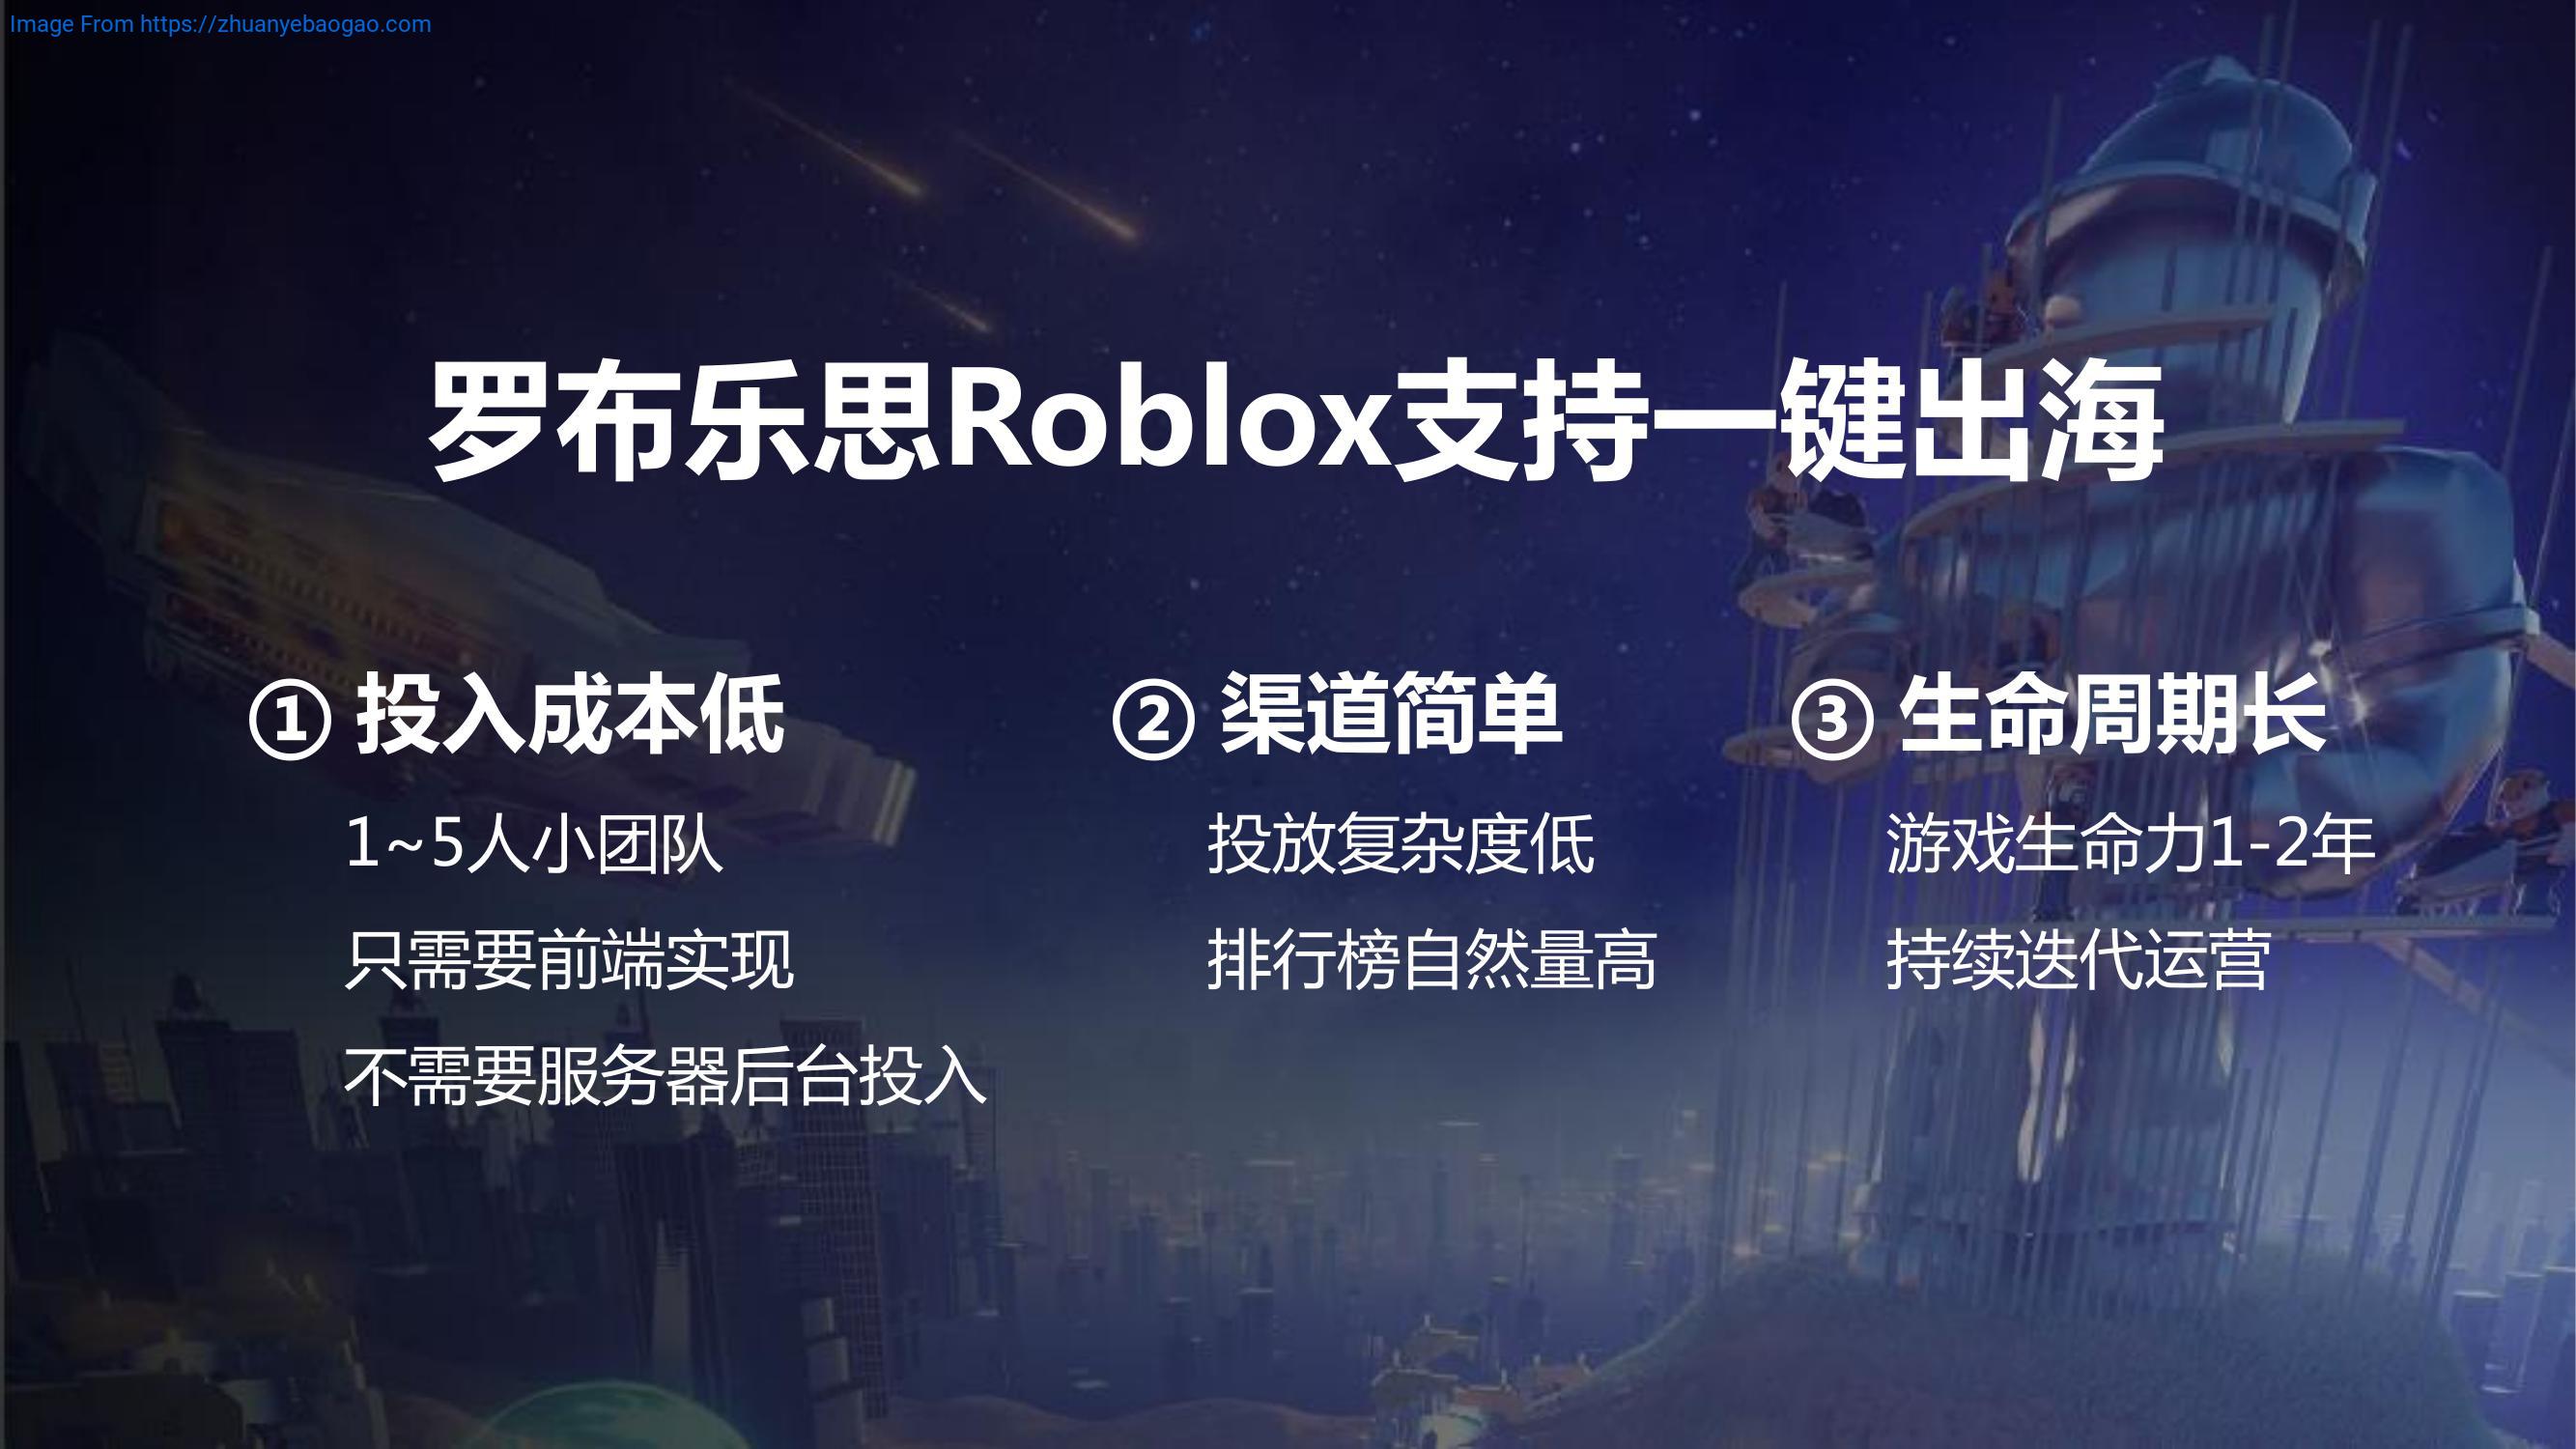 Image From https://zhuanyebaogao.com
罗布乐思Roblox支持一键出海
① 投入成本低
1~5人小团队
只需要前端实现
不需要服务器后台投入
② 渠道简单
投放复杂度低
排行榜自然量高
③ 生命周期长
游戏生命力1-2年
持续迭代运营